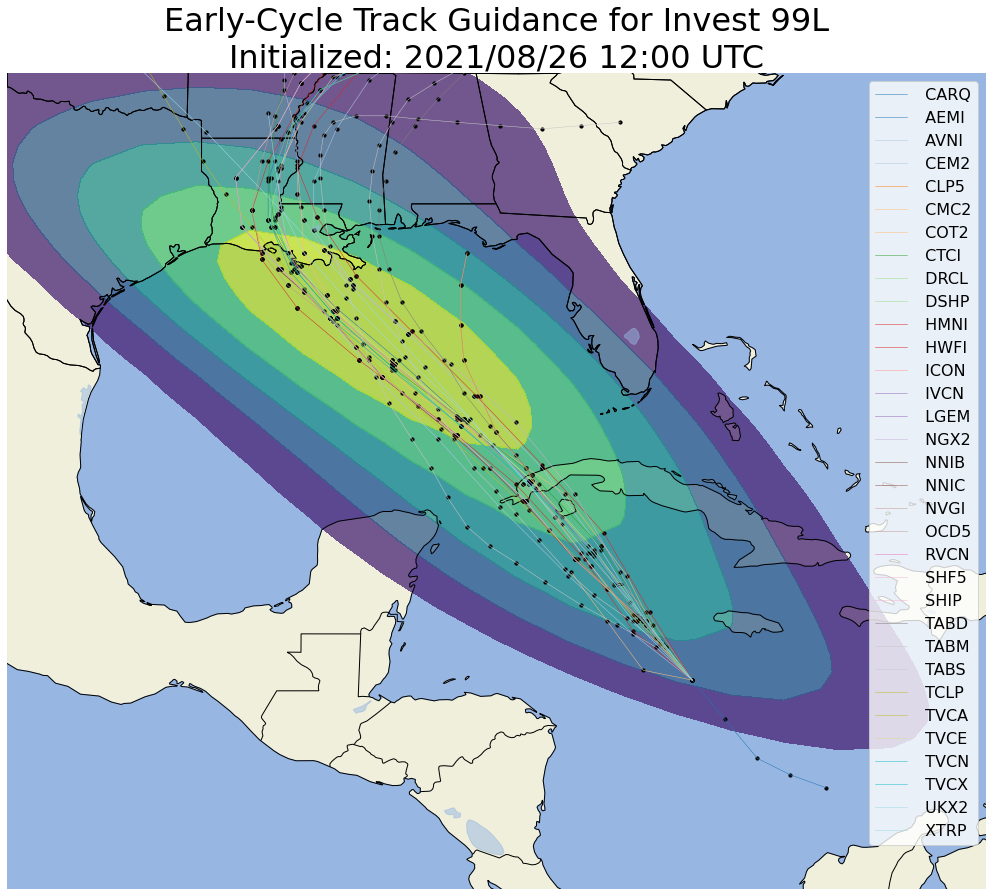 Early-Cycle Track Guidance for Invest 99L
Initialized: 2021/08/26 12:00 UTC
CARQ
AEMI
AVNI
CEM2
CLP5
CMC2
COT2
CTCI
DRCL
DSHP
HMNI
HWFI
ICON
IVCN
LGEM
NGX2
NNIB
NNIC
NVGI
OCD5
RVCN
SHF5
SHIP
TABD
TABM
TABS
TCLP
TVCA
TVCE
TVCN
TVCX
UKX2
XTRP